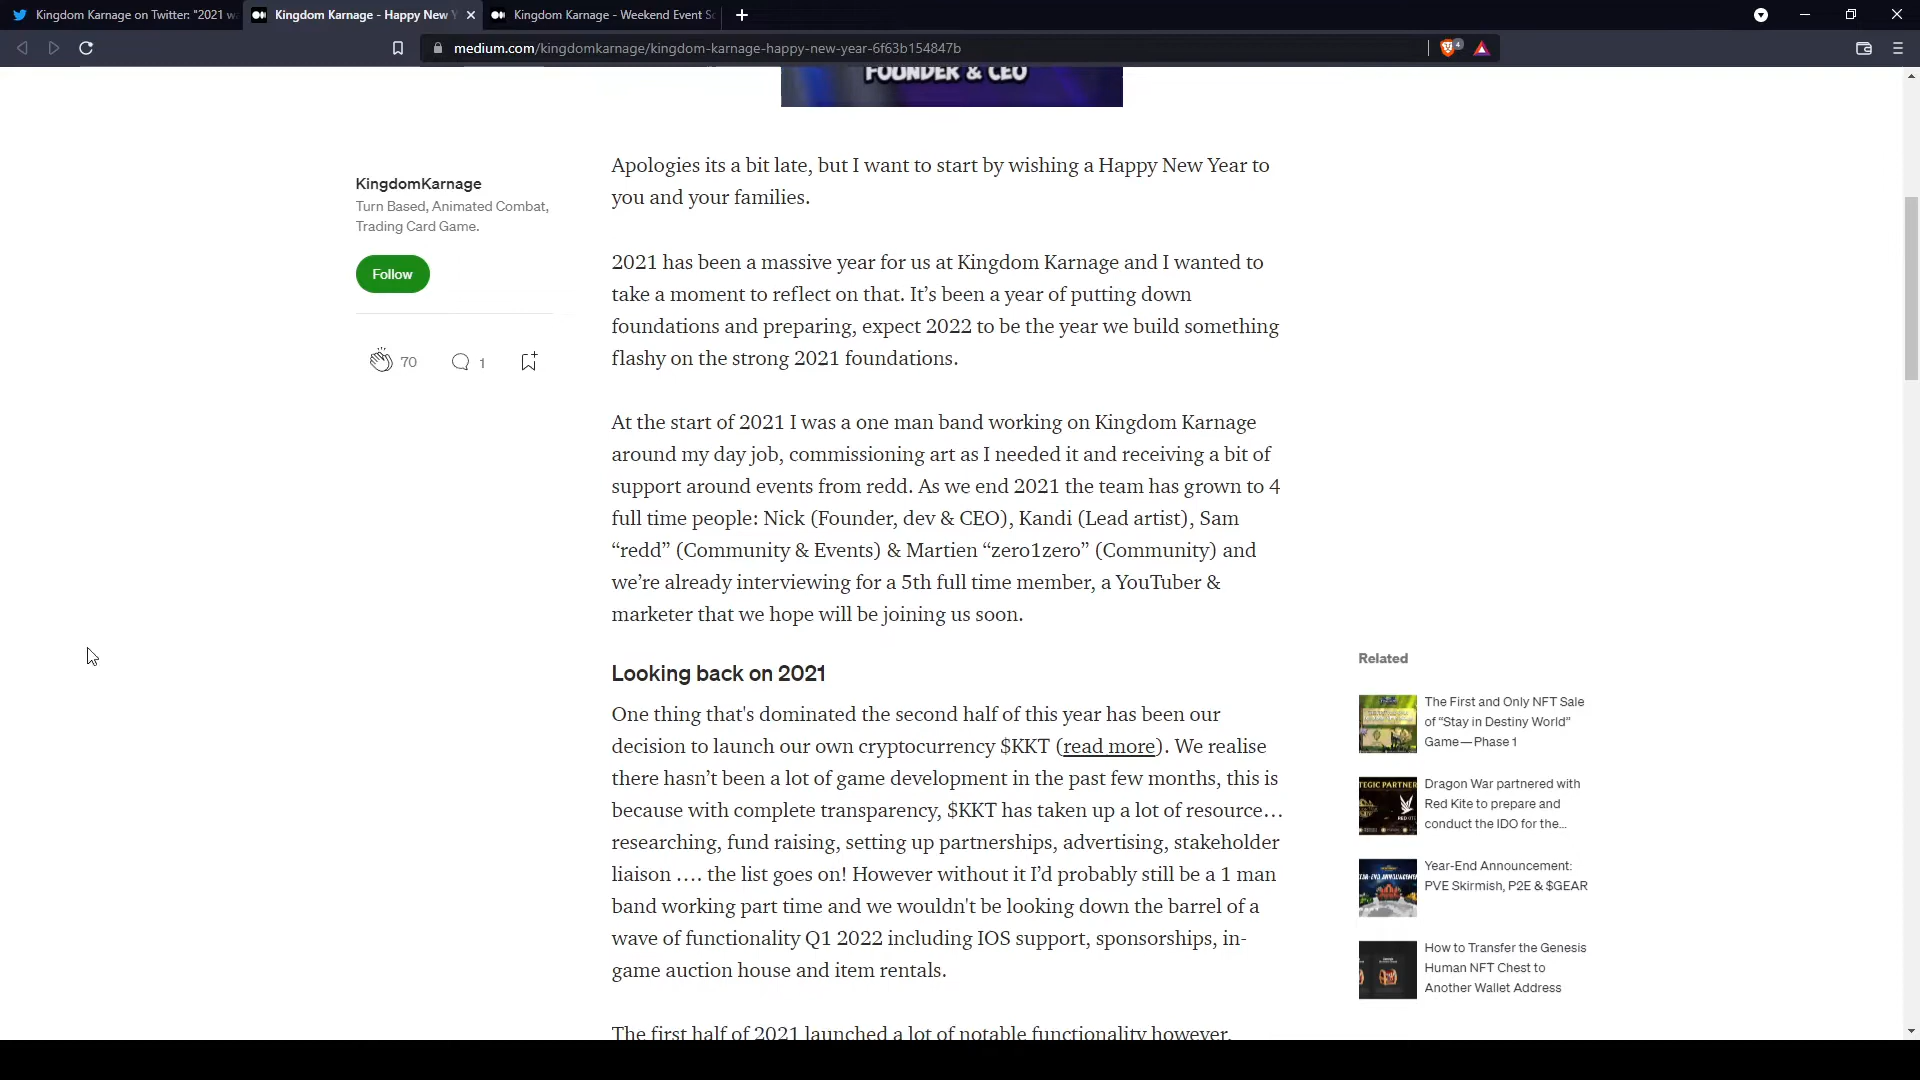 Kingdom Karnage on Twitter: "2021 w
Kingdom Karnage - Happy New Y
Kingdom Karnage - Weekend Event Sc
medium.com/kingdomkarnage/kingdom-karnage-happy-new-year-6f63b154847b
4
FOUNDER & CEO
KingdomKarnage
Turn Based, Animated Combat,
Trading Card Game.
Follow
70
1
Apologies its a bit late, but I want to start by wishing a Happy New Year to
you and your families.
2021 has been a massive year for us at Kingdom Karnage and I wanted to
take a moment to reflect on that. It’s been a year of putting down
foundations and preparing, expect 2022 to be the year we build something
flashy on the strong 2021 foundations.
At the start of 2021 I was a one man band working on Kingdom Karnage
around my day job, commissioning art as I needed it and receiving a bit of
support around events from redd. As we end 2021 the team has grown to 4
full time people: Nick (Founder, dev & CEO), Kandi (Lead artist), Sam
“redd” (Community & Events) & Martien “zero1zero” (Community) and
we’re already interviewing for a 5th full time member, a YouTuber &
marketer that we hope will be joining us soon.
Looking back on 2021
One thing that's dominated the second half of this year has been our
decision to launch our own cryptocurrency $KKT (read more). We realise
there hasn’t been a lot of game development in the past few months, this is
because with complete transparency, $KKT has taken up a lot of resource…
researching, fund raising, setting up partnerships, advertising, stakeholder
liaison …. the list goes on! However without it I’d probably still be a 1 man
band working part time and we wouldn't be looking down the barrel of a
wave of functionality Q1 2022 including IOS support, sponsorships, in-
game auction house and item rentals.
The first half of 2021 launched a lot of notable functionality however,
Related
The First and Only NFT Sale
of “Stay in Destiny World”
Game — Phase 1
Dragon War partnered with
Red Kite to prepare and
conduct the IDO for the…
Year-End Announcement:
PVE Skirmish, P2E & $GEAR
How to Transfer the Genesis
Human NFT Chest to
Another Wallet Address